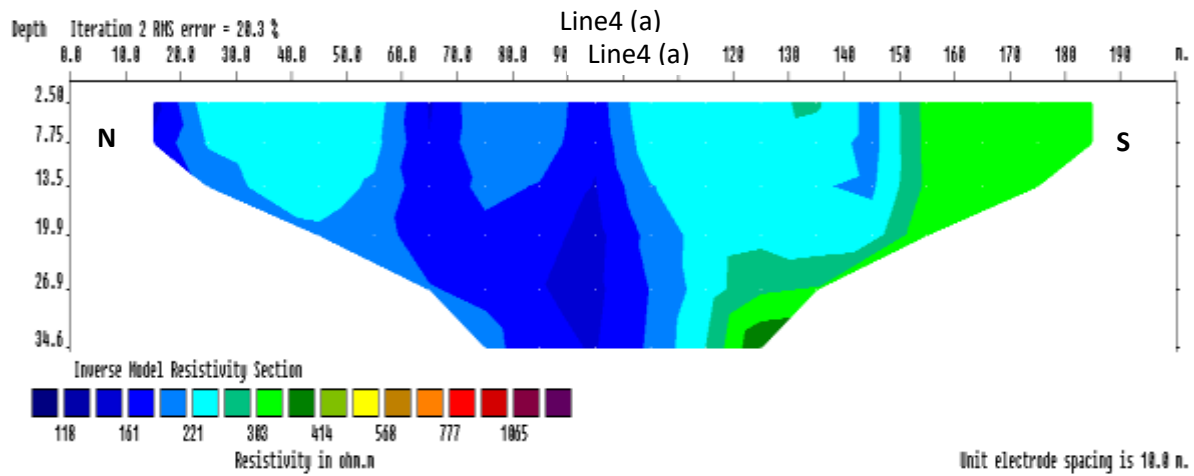 Line4 (a)
Depth Iteration 2 RMS error = 20.3 %
0.0 10.0 20.0 30.0 40.0 50.0 60.0 70.0 80.0 90 Line4 (a) 120 130 140 150 160 170 180 190 m.
2.50
7.75
N S
13.5
19.9
26.9
34.6
Inverse Model Resistivity Section
118 161 221 303 414 568 777 1065
Resistivity in ohm.m Unit electrode spacing is 10.0 m.